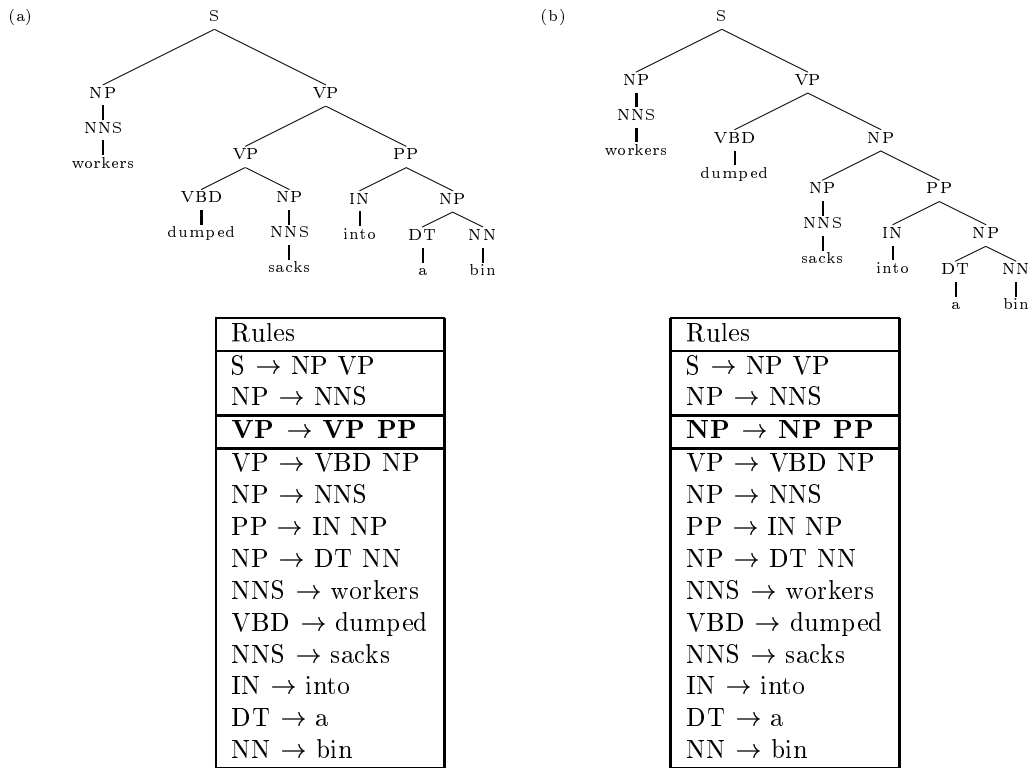 (a)
S
NP VP
NNS
workers
VP PP
VBD NP IN NP
dumped NNS into DT NN
sacks a bin
(b)
S
NP VP
NNS
workers
VBD NP
dumped
NP PP
NNS IN NP
sacks into DT NN
a bin
Rules
S → NP VP
NP → NNS
VP → VP PP
VP → VBD NP
NP → NNS
PP → IN NP
NP → DT NN
NNS → workers
VBD → dumped
NNS → sacks
IN → into
DT → a
NN → bin
Rules
S → NP VP
NP → NNS
NP → NP PP
VP → VBD NP
NP → NNS
PP → IN NP
NP → DT NN
NNS → workers
VBD → dumped
NNS → sacks
IN → into
DT → a
NN → bin